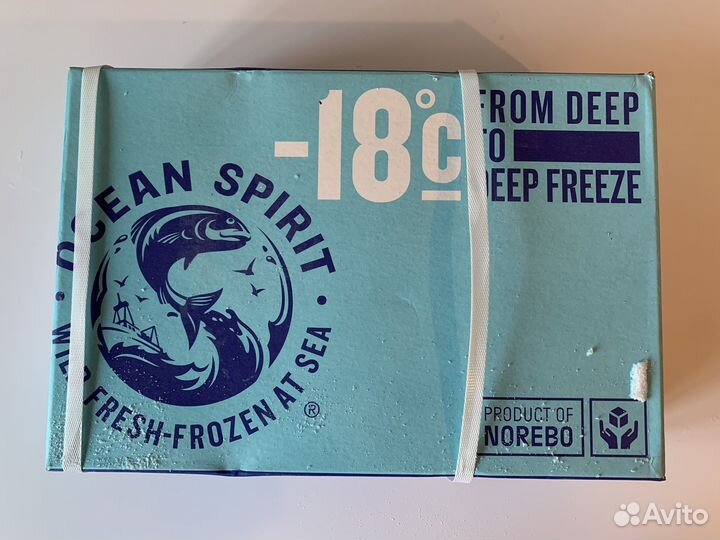 -18°C
FROM DEEP
TO
DEEP FREEZE
OCEAN SPIRIT
WILD FRESH-FROZEN AT SEA
®
PRODUCT OF
NOREBO
Avito